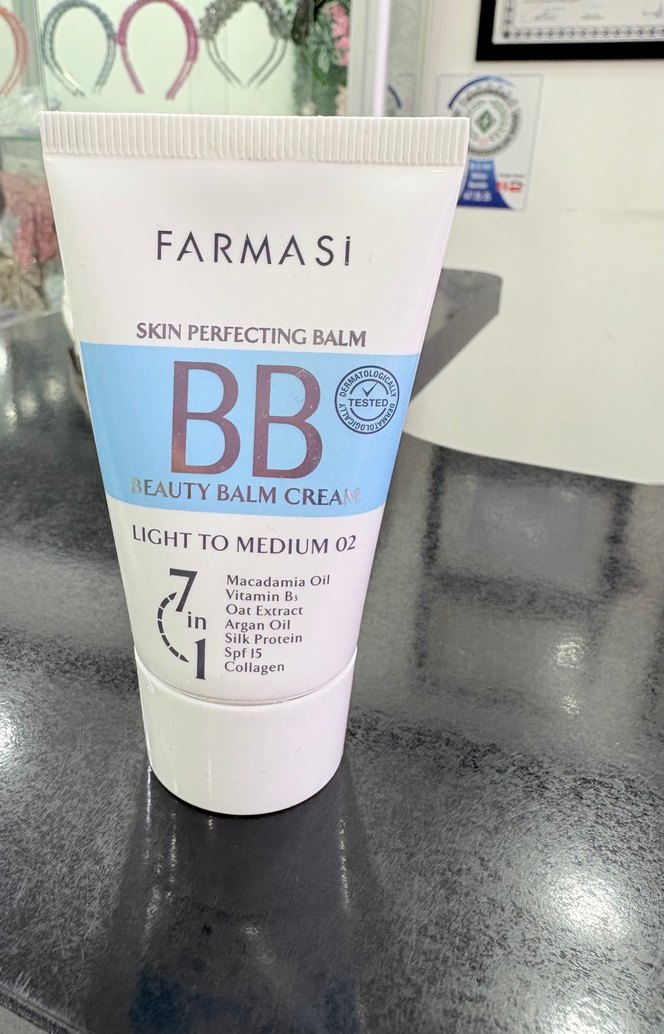 FARMASi
SKIN PERFECTING BALM
BB
DERMATOLOGICALLY
TESTED
DERMATOLOGICALLY
BEAUTY BALM CREAM
LIGHT TO MEDIUM 02
7 in 1
Macadamia Oil
Vitamin B3
Oat Extract
Argan Oil
Silk Protein
Spf 15
Collagen